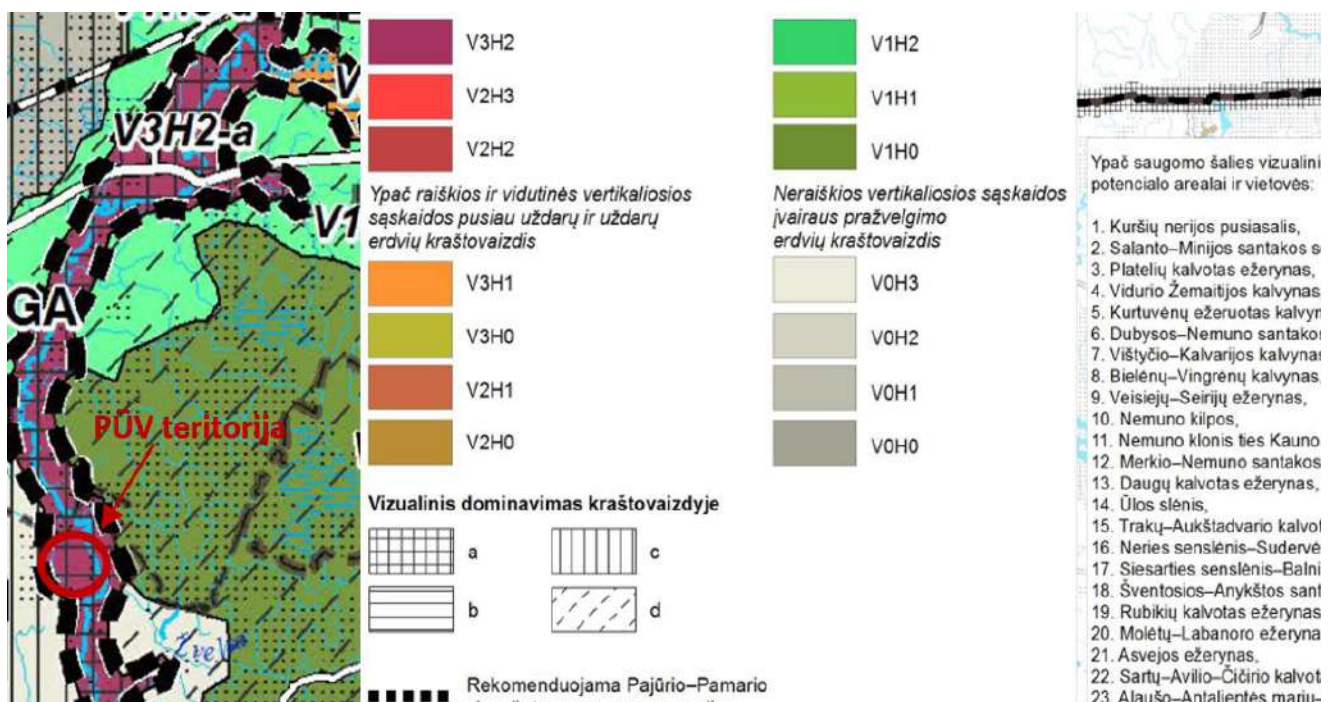 V3H2-a
V1
GA
PŪV teritorija
V3H2
V2H3
V2H2
Ypač raiškios ir vidutinės vertikaliosios
sąskaidos pusiau uždarų ir uždarų
erdvių kraštovaizdis
V3H1
V3H0
V2H1
V2H0
V1H2
V1H1
V1H0
Neraiškios vertikaliosios sąskaidos
įvairaus pražvelgimo
erdvių kraštovaizdis
V0H3
V0H2
V0H1
V0H0
Vizualinis dominavimas kraštovaizdyje
a
c
b
d
Rekomenduojama Pajūrio–Pamario
Ypač saugomo šalies vizualini
potencialo arealai ir vietovės:
1. Kuršių nerijos pusiasalis,
2. Salanto–Minijos santakos s
3. Platelių kalvotas ežerynas,
4. Vidurio Žemaitijos kalvynas
5. Kurtuvėnų ežeruotas kalvyn
6. Dubysos–Nemuno santakos
7. Vištyčio–Kalvarijos kalvynas
8. Bielėnų–Vingrėnų kalvynas,
9. Veisiejų–Seirijų ežerynas,
10. Nemuno kilpos,
11. Nemuno klonis ties Kauno
12. Merkio–Nemuno santakos
13. Daugų kalvotas ežerynas,
14. Ūlos slėnis,
15. Trakų–Aukštadvario kalvot
16. Neries senslėnis–Sudervė
17. Siesarties senslėnis–Balni
18. Šventosios–Anykštos sant
19. Rubikių kalvotas ežerynas
20. Molėtų–Labanoro ežeryna
21. Asvejos ežerynas,
22. Sartų–Avilio–Čičirio kalvot
23. Alaušo–Antalieptės marių–